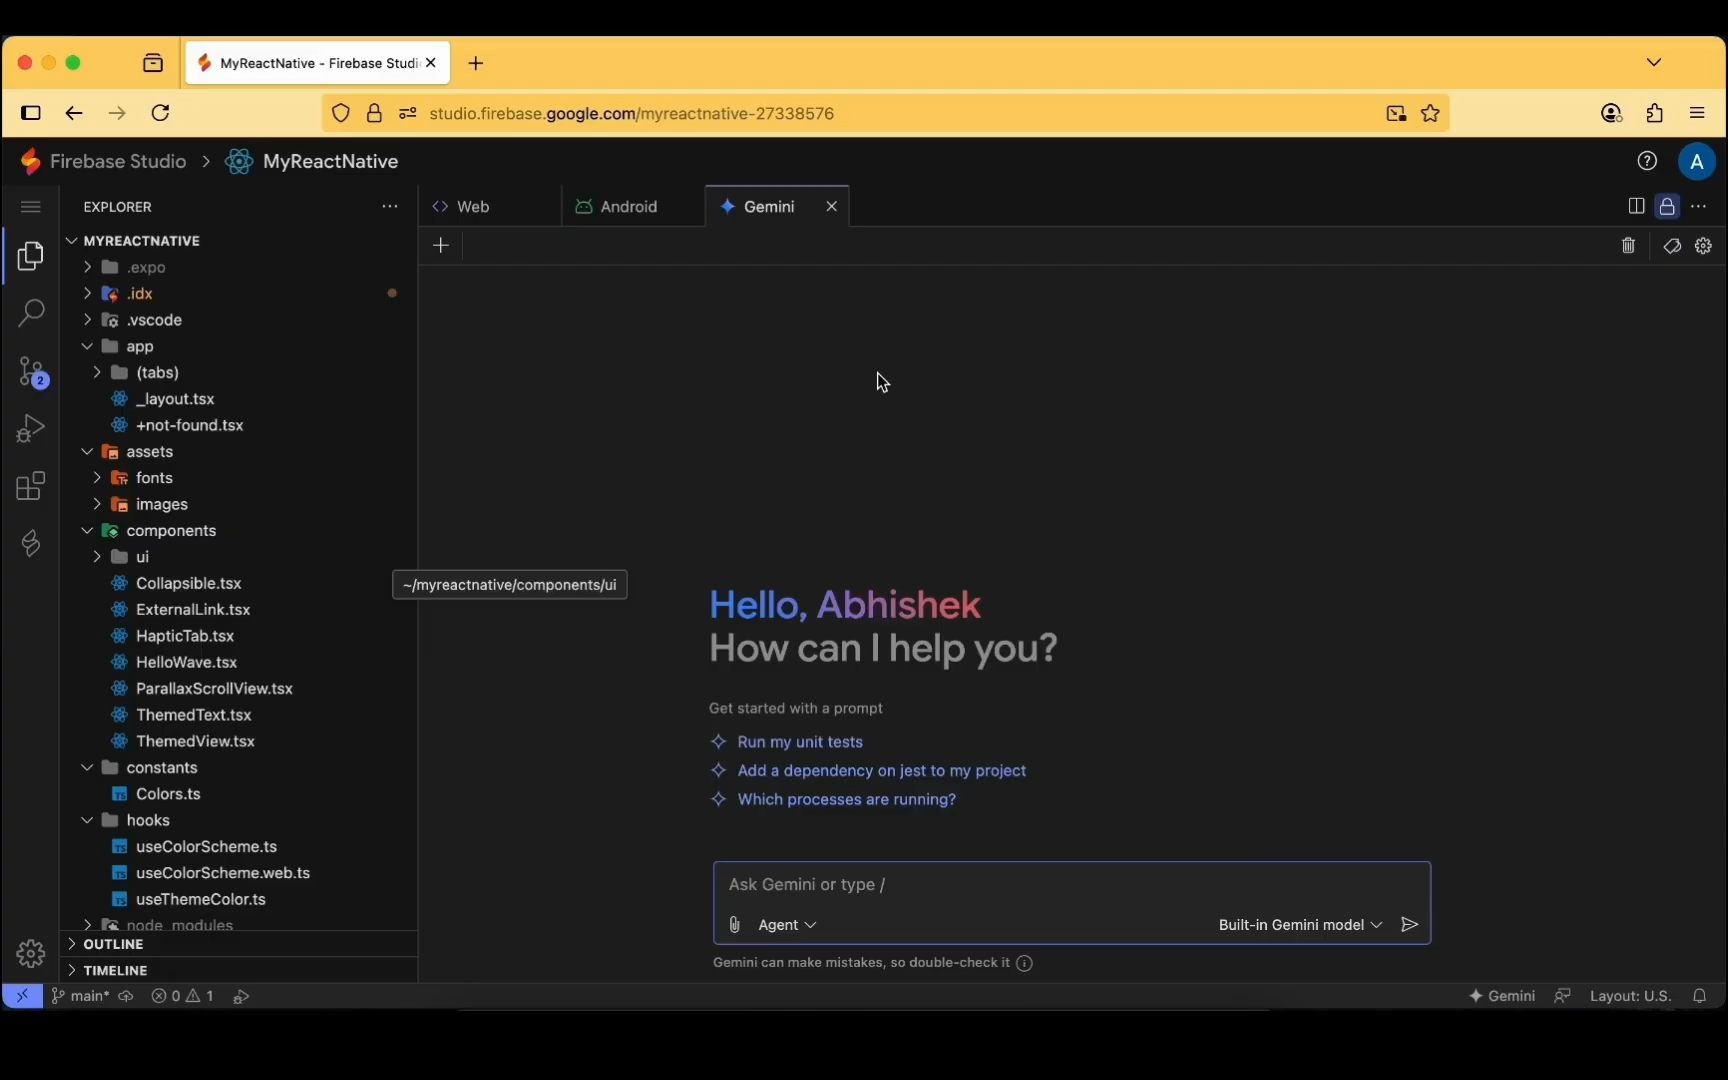 MyReactNative - Firebase Studi
studio.firebase.google.com/myreactnative-27338576
Firebase Studio > MyReactNative
A
EXPLORER
Web
Android
Gemini
MYREACTNATIVE
.expo
.idx
.vscode
app
(tabs)
_layout.tsx
+not-found.tsx
assets
fonts
images
components
ui
Collapsible.tsx
~/myreactnative/components/ui
ExternalLink.tsx
HapticTab.tsx
HelloWave.tsx
ParallaxScrollView.tsx
ThemedText.tsx
ThemedView.tsx
constants
Colors.ts
hooks
useColorScheme.ts
useColorScheme.web.ts
useThemeColor.ts
node_modules
OUTLINE
TIMELINE
2
Hello, Abhishek
How can I help you?
Get started with a prompt
Run my unit tests
Add a dependency on jest to my project
Which processes are running?
Ask Gemini or type /
Agent
Built-in Gemini model
Gemini can make mistakes, so double-check it
main* 0 1
Gemini
Layout: U.S.